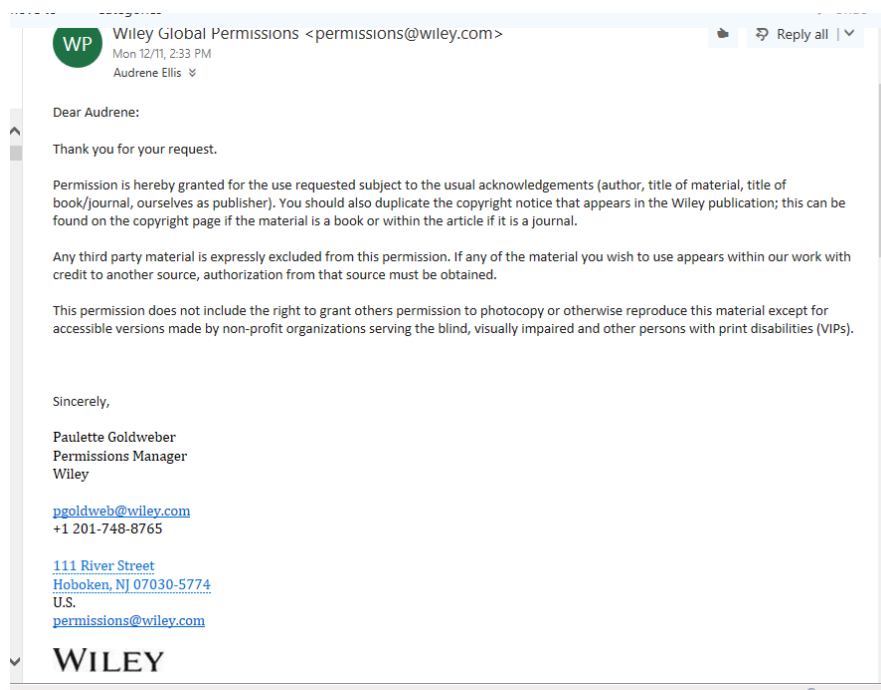 WP
Wiley Global Permissions <permissions@wiley.com>
Reply all
Mon 12/11, 2:33 PM
Audrene Ellis
Dear Audrene:
Thank you for your request.
Permission is hereby granted for the use requested subject to the usual acknowledgements (author, title of material, title of
book/journal, ourselves as publisher). You should also duplicate the copyright notice that appears in the Wiley publication; this can be
found on the copyright page if the material is a book or within the article if it is a journal.
Any third party material is expressly excluded from this permission. If any of the material you wish to use appears within our work with
credit to another source, authorization from that source must be obtained.
This permission does not include the right to grant others permission to photocopy or otherwise reproduce this material except for
accessible versions made by non-profit organizations serving the blind, visually impaired and other persons with print disabilities (VIPs).
Sincerely,
Paulette Goldweber
Permissions Manager
Wiley
pgoldweb@wiley.com
+1 201-748-8765
111 River Street
Hoboken, NJ 07030-5774
U.S.
permissions@wiley.com
WILEY